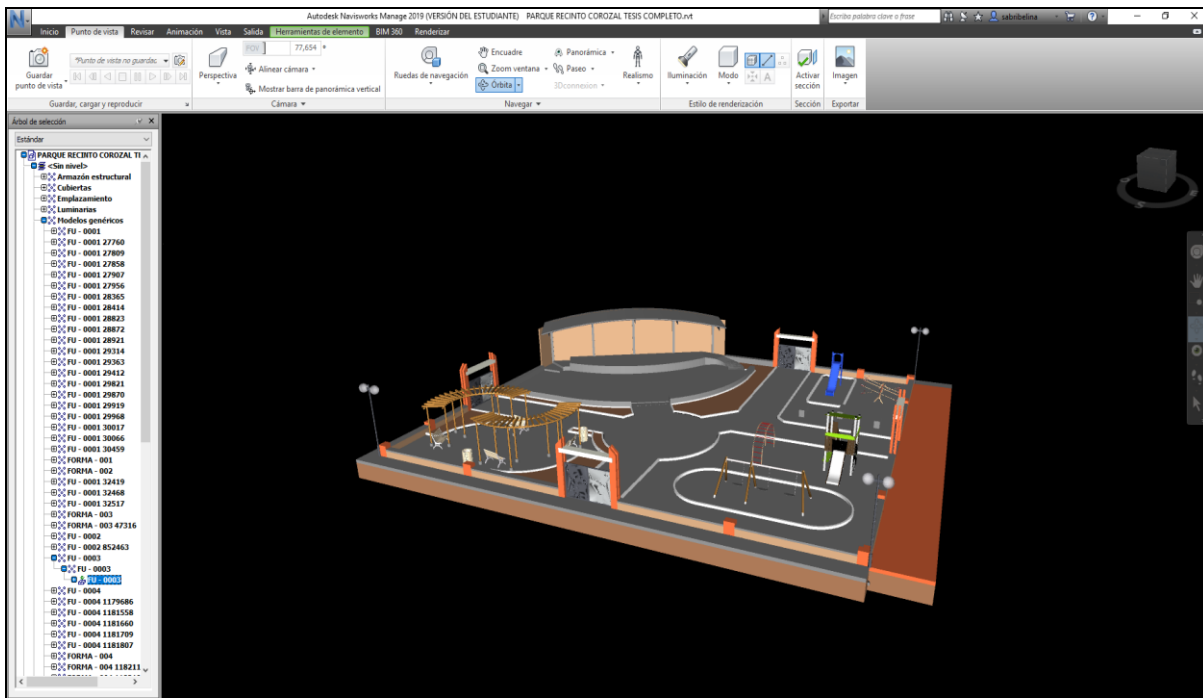 Autodesk Navisworks Manage 2019 (VERSIÓN DEL ESTUDIANTE) PARQUE RECINTO COROZAL TESIS COMPLETO.rvt
Escriba palabra clave o frase
sabribelina
Inicio Punto de vista Revisar Animación Vista Salida Herramientas de elemento BIM 360 Renderizar
Guardar punto de vista
*Punto de vista no guardac
Guardar, cargar y reproducir
Perspectiva
FOV 77,654 °
Alinear cámara
Mostrar barra de panorámica vertical
Cámara
Ruedas de navegación
Encuadre
Zoom ventana
Órbita
Panorámica
Paseo
3Dconnexion
Realismo
Navegar
Iluminación
Modo
Estilo de renderización
Activar sección
Sección
Imagen
Exportar
Árbol de selección
Estándar
PARQUE RECINTO COROZAL TI
<Sin nivel>
Armazón estructural
Cubiertas
Emplazamiento
Luminarias
Modelos genéricos
FU - 0001
FU - 0001 27760
FU - 0001 27809
FU - 0001 27858
FU - 0001 27907
FU - 0001 27956
FU - 0001 28365
FU - 0001 28414
FU - 0001 28823
FU - 0001 28872
FU - 0001 28921
FU - 0001 29314
FU - 0001 29363
FU - 0001 29412
FU - 0001 29821
FU - 0001 29870
FU - 0001 29919
FU - 0001 29968
FU - 0001 30017
FU - 0001 30066
FU - 0001 30459
FORMA - 001
FORMA - 002
FU - 0001 32419
FU - 0001 32468
FU - 0001 32517
FORMA - 003
FORMA - 003 47316
FU - 0002
FU - 0002 852463
FU - 0003
FU - 0003
FU - 0003
FU - 0004
FU - 0004 1179686
FU - 0004 1181558
FU - 0004 1181660
FU - 0004 1181709
FU - 0004 1181807
FORMA - 004
FORMA - 004 118211